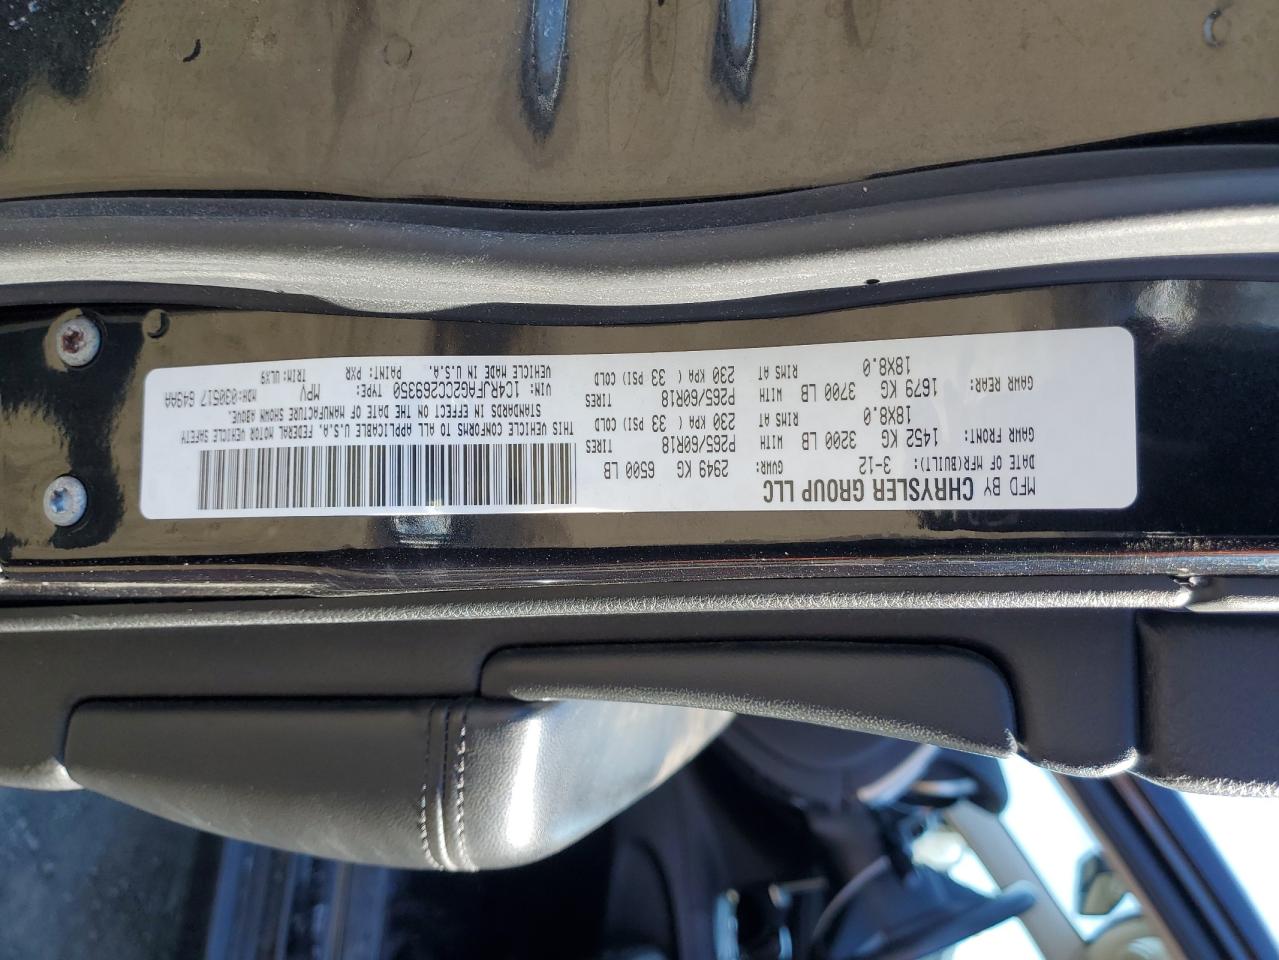 MFD BY CHRYSLER GROUP LLC
DATE OF MFR(BUILT): 3-12 GVWR: 2949 KG 6500 LB
GAWR FRONT: 1452 KG 3200 LB WITH P265/60R18 TIRES
18X8.0 RIMS AT 230 KPA ( 33 PSI) COLD
GAWR REAR: 1679 KG 3700 LB WITH P265/60R18 TIRES
18X8.0 RIMS AT 230 KPA ( 33 PSI) COLD
THIS VEHICLE CONFORMS TO ALL APPLICABLE U.S.A. FEDERAL MOTOR VEHICLE SAFETY
STANDARDS IN EFFECT ON THE DATE OF MANUFACTURE SHOWN ABOVE.
VIN: 1C4RJFAG2CC269350 TYPE: MPV MDH:030517 649AA
VEHICLE MADE IN U.S.A. PAINT: PXR TRIM:ULX9